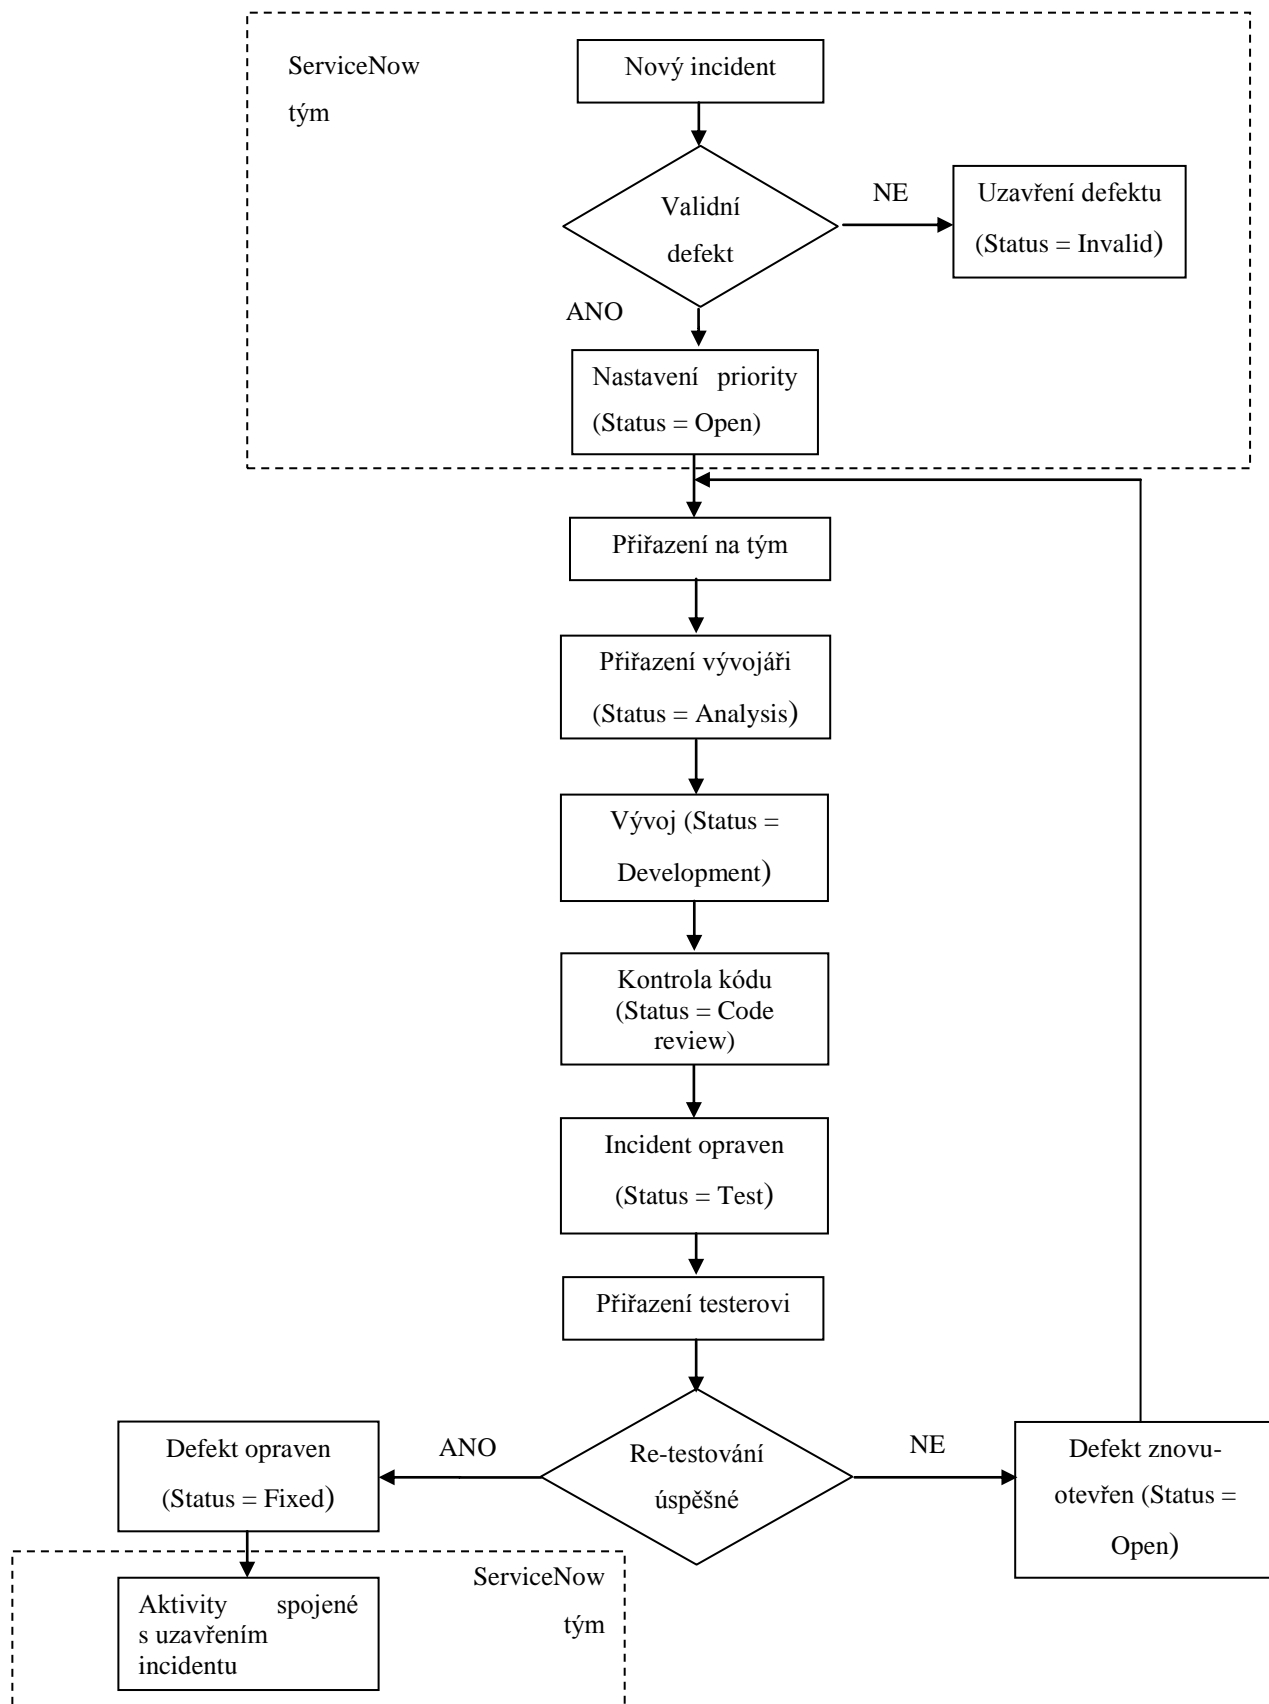 ServiceNow
tým
Nový incident
Validní
defekt
NE
Uzavření defektu
(Status = Invalid)
ANO
Nastavení priority
(Status = Open)
Přiřazení na tým
Přiřazení vývojáři
(Status = Analysis)
Vývoj (Status =
Development)
Kontrola kódu
(Status = Code
review)
Incident opraven
(Status = Test)
Přiřazení testerovi
Re-testování
úspěšné
ANO
NE
Defekt opraven
(Status = Fixed)
Defekt znovu-
otevřen (Status =
Open)
ServiceNow
tým
Aktivity spojené
s uzavřením
incidentu